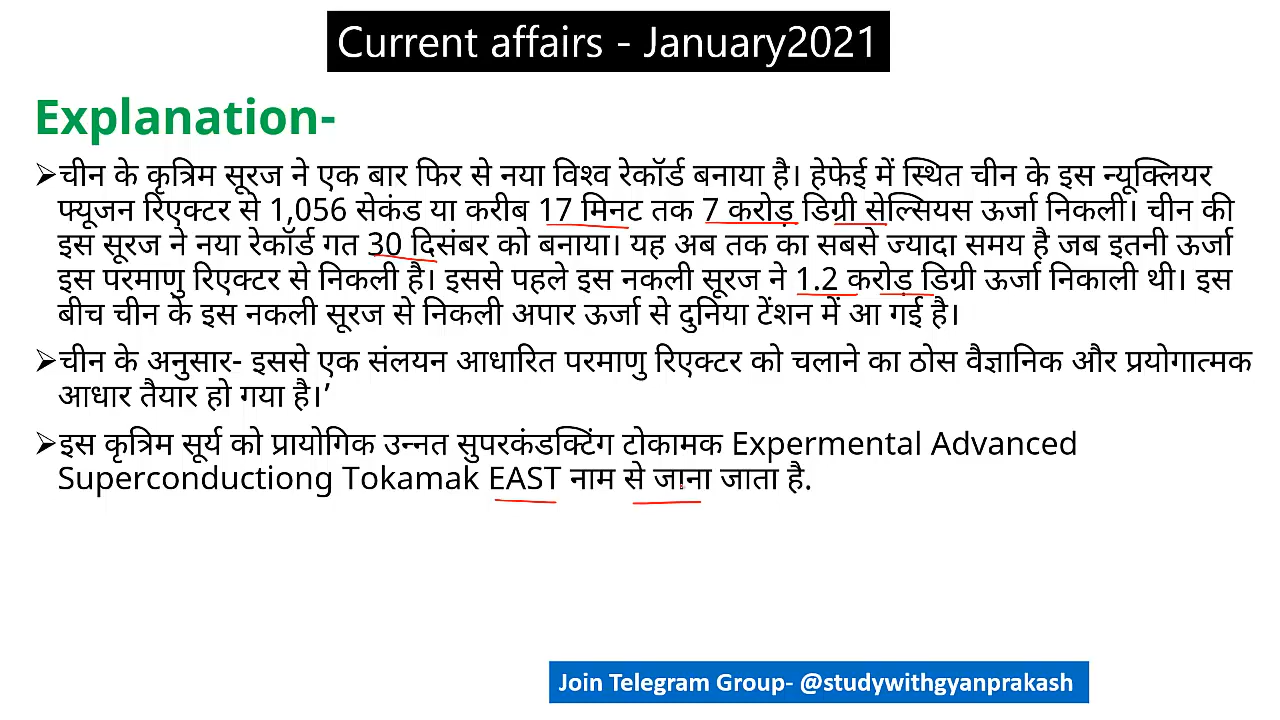 Current affairs - January2021
Explanation-
➢चीन के कृत्रिम सूरज ने एक बार फिर से नया विश्व रेकॉर्ड बनाया है। हेफेई में स्थित चीन के इस न्यूक्लियर
फ्यूजन रिएक्टर से 1,056 सेकंड या करीब 17 मिनट तक 7 करोड़ डिग्री सेल्सियस ऊर्जा निकली। चीन की
इस सूरज ने नया रेकॉर्ड गत 30 दिसंबर को बनाया। यह अब तक का सबसे ज्यादा समय है जब इतनी ऊर्जा
इस परमाणु रिएक्टर से निकली है। इससे पहले इस नकली सूरज ने 1.2 करोड़ डिग्री ऊर्जा निकाली थी। इस
बीच चीन के इस नकली सूरज से निकली अपार ऊर्जा से दुनिया टेंशन में आ गई है।
➢चीन के अनुसार- इससे एक संलयन आधारित परमाणु रिएक्टर को चलाने का ठोस वैज्ञानिक और प्रयोगात्मक
आधार तैयार हो गया है।’
➢इस कृत्रिम सूर्य को प्रायोगिक उन्नत सुपरकंडक्टिंग टोकामक Expermental Advanced
Superconductiong Tokamak EAST नाम से जाना जाता है.
Join Telegram Group- @studywithgyanprakash